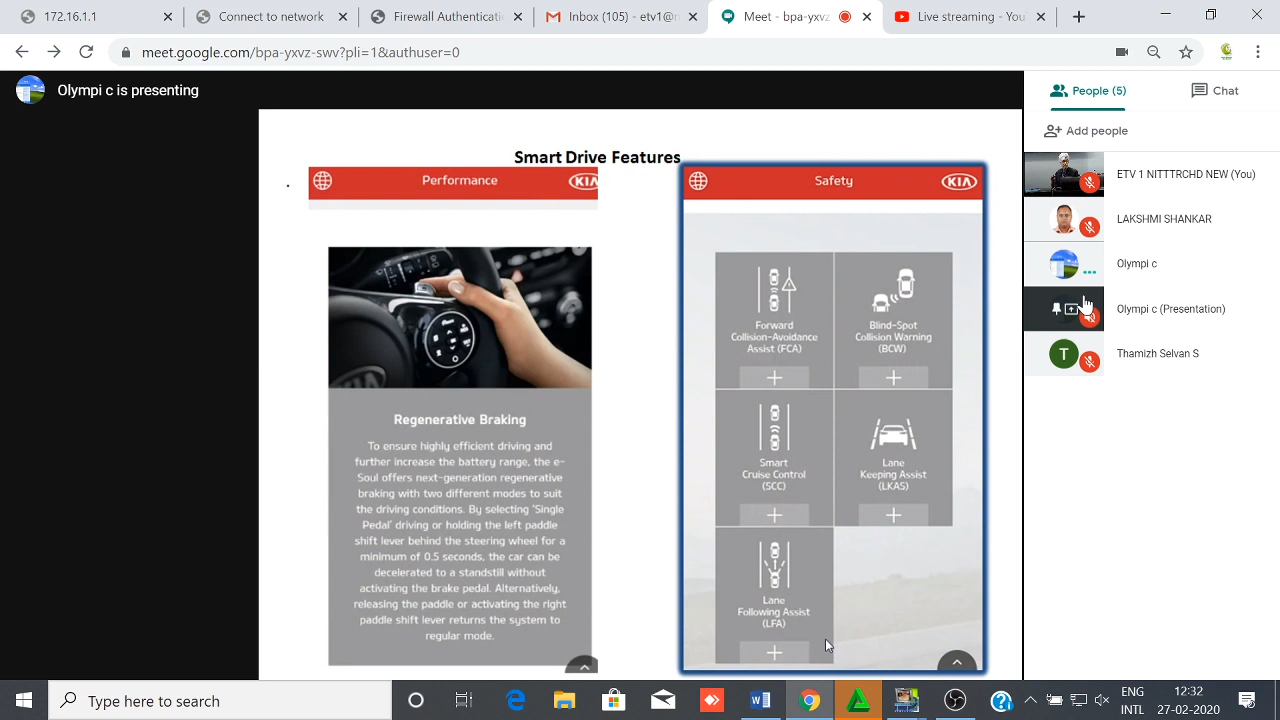 172.16.1
Connect to network
Firewall Authenticati
Inbox (105) - etv1@n
Meet - bpa-yxvz
Live streaming - You
meet.google.com/bpa-yxvz-swv?pli=1&authuser=0
Olympi c is presenting
People (5)
Chat
Add people
ETV 1 NITTTRCHD NEW (You)
LAKSHMI SHANKAR
Olympi c
Olympi c (Presentation)
T
Thamizh Selvan S
Smart Drive Features
Performance
KIA
Regenerative Braking
To ensure highly efficient driving and
further increase the battery range, the e-
Soul offers next-generation regenerative
braking with two different modes to suit
the driving conditions. By selecting 'Single
Pedal' driving or holding the left paddle
shift lever behind the steering wheel for a
minimum of 0.5 seconds, the car can be
decelerated to a standstill without
activating the brake pedal. Alternatively,
releasing the paddle or activating the right
paddle shift lever returns the system to
regular mode.
Safety
KIA
Forward
Collision-Avoidance
Assist (FCA)
Blind-Spot
Collision Warning
(BCW)
Smart
Cruise Control
(SCC)
Lane
Keeping Assist
(LKAS)
Lane
Following Assist
(LFA)
Type here to search
ENG
INTL
12:32
27-02-2020